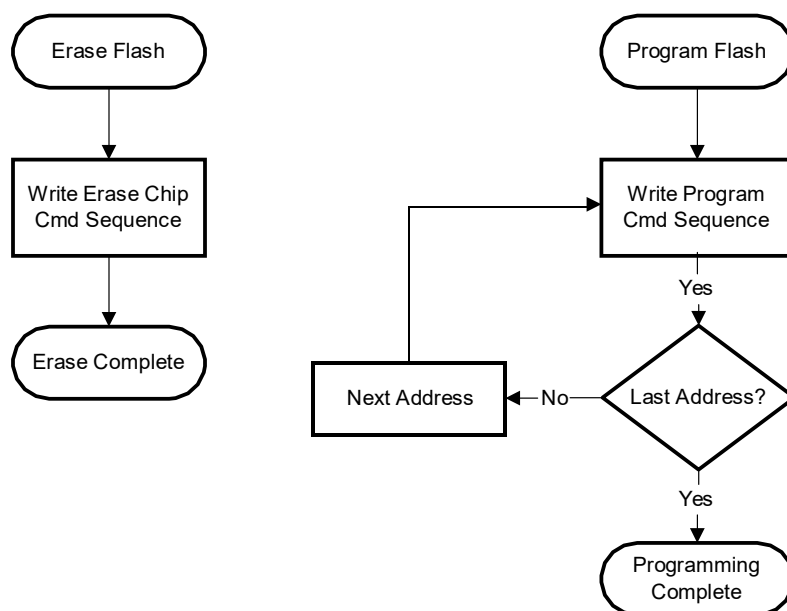 Erase Flash
Write Erase Chip
Cmd Sequence
Erase Complete
Program Flash
Write Program
Cmd Sequence
Yes
Last Address?
No
Next Address
Yes
Programming
Complete